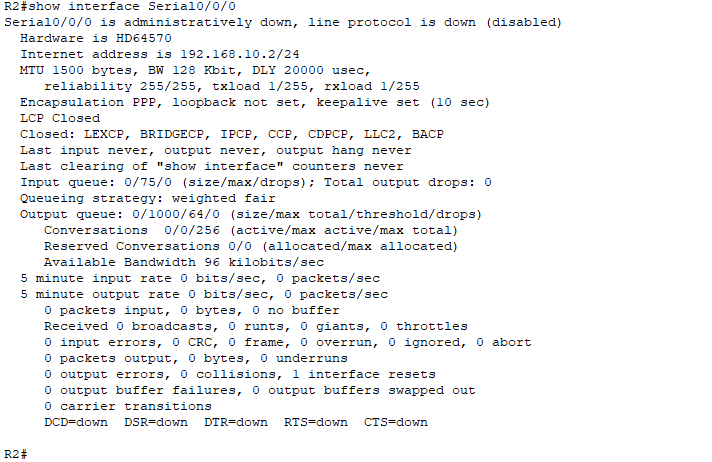 R2#show interface Serial0/0/0
Serial0/0/0 is administratively down, line protocol is down (disabled)
Hardware is HD64570
Internet address is 192.168.10.2/24
MTU 1500 bytes, BW 128 Kbit, DLY 20000 usec,
reliability 255/255, txload 1/255, rxload 1/255
Encapsulation PPP, loopback not set, keepalive set (10 sec)
LCP Closed
Closed: LEXCP, BRIDGECP, IPCP, CCP, CDPCP, LLC2, BACP
Last input never, output never, output hang never
Last clearing of "show interface" counters never
Input queue: 0/75/0 (size/max/drops); Total output drops: 0
Queueing strategy: weighted fair
Output queue: 0/1000/64/0 (size/max total/threshold/drops)
Conversations  0/0/256 (active/max active/max total)
Reserved Conversations 0/0 (allocated/max allocated)
Available Bandwidth 96 kilobits/sec
5 minute input rate 0 bits/sec, 0 packets/sec
5 minute output rate 0 bits/sec, 0 packets/sec
0 packets input, 0 bytes, 0 no buffer
Received 0 broadcasts, 0 runts, 0 giants, 0 throttles
0 input errors, 0 CRC, 0 frame, 0 overrun, 0 ignored, 0 abort
0 packets output, 0 bytes, 0 underruns
0 output errors, 0 collisions, 1 interface resets
0 output buffer failures, 0 output buffers swapped out
0 carrier transitions
DCD=down  DSR=down  DTR=down  RTS=down  CTS=down
R2#